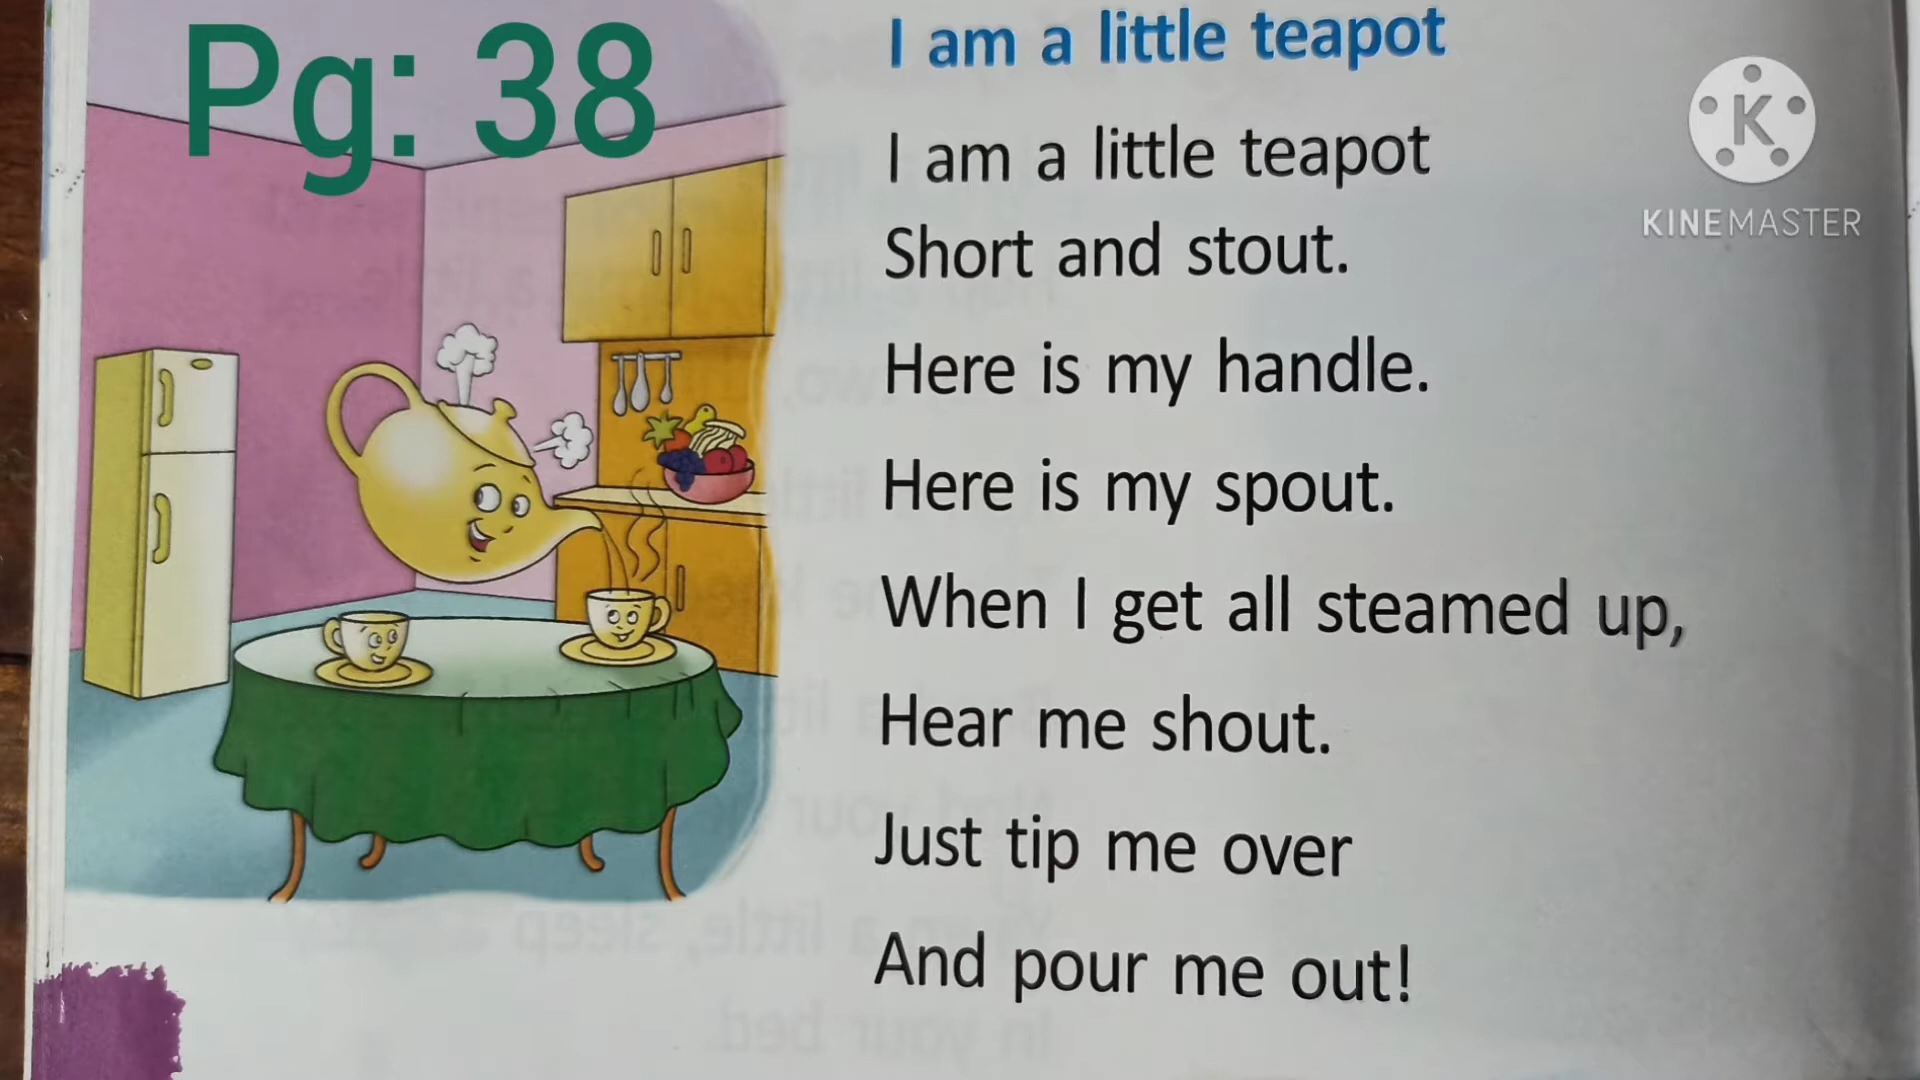 Pg: 38
I am a little teapot
I am a little teapot
Short and stout.
Here is my handle.
Here is my spout.
When I get all steamed up,
Hear me shout.
Just tip me over
And pour me out!
K
KINEMASTER